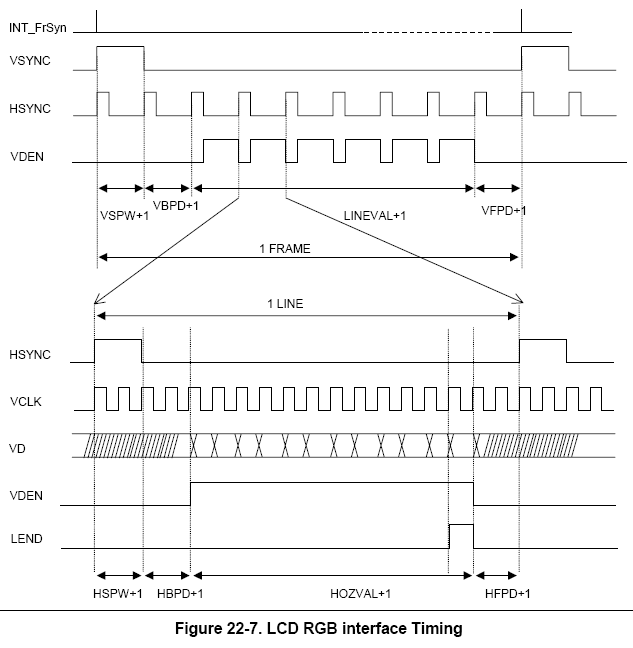 INT_FrSyn
VSYNC
HSYNC
VDEN
VSPW+1
VBPD+1
LINEVAL+1
VFPD+1
1 FRAME
1 LINE
HSYNC
VCLK
VD
VDEN
LEND
HSPW+1
HBPD+1
HOZVAL+1
HFPD+1
Figure 22-7. LCD RGB interface Timing